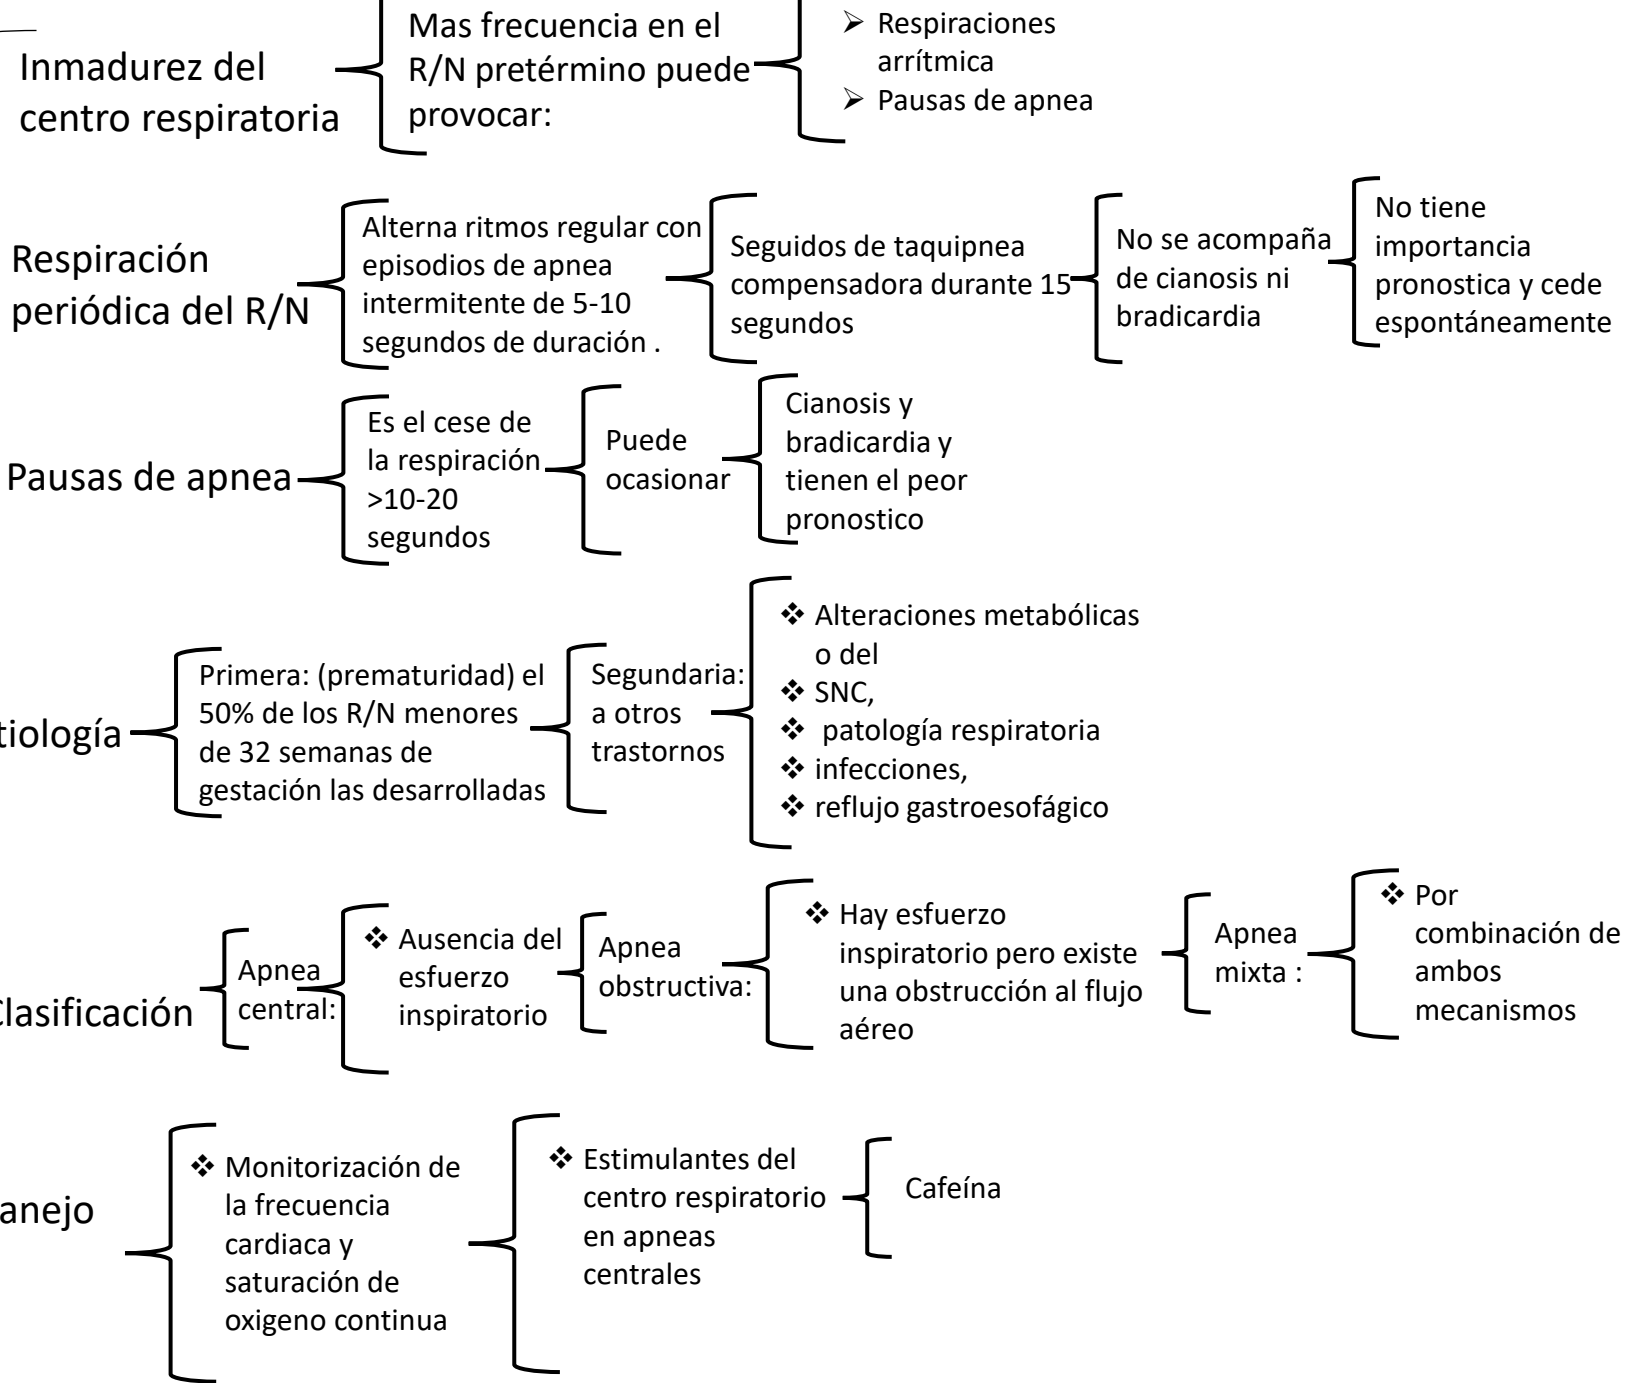 Inmadurez del
centro respiratoria
Mas frecuencia en el
R/N pretérmino puede
provocar:
➢ Respiraciones
arrítmica
➢ Pausas de apnea
Respiración
periódica del R/N
Alterna ritmos regular con
episodios de apnea
intermitente de 5-10
segundos de duración .
Seguidos de taquipnea
compensadora durante 15
segundos
No se acompaña
de cianosis ni
bradicardia
No tiene
importancia
pronostica y cede
espontáneamente
Pausas de apnea
Es el cese de
la respiración
>10-20
segundos
Puede
ocasionar
Cianosis y
bradicardia y
tienen el peor
pronostico
tiología
Primera: (prematuridad) el
50% de los R/N menores
de 32 semanas de
gestación las desarrolladas
Segundaria:
a otros
trastornos
❖ Alteraciones metabólicas
o del
❖ SNC,
❖ patología respiratoria
❖ infecciones,
❖ reflujo gastroesofágico
Clasificación
Apnea
central:
❖ Ausencia del
esfuerzo
inspiratorio
Apnea
obstructiva:
❖ Hay esfuerzo
inspiratorio pero existe
una obstrucción al flujo
aéreo
Apnea
mixta :
❖ Por
combinación de
ambos
mecanismos
anejo
❖ Monitorización de
la frecuencia
cardiaca y
saturación de
oxigeno continua
❖ Estimulantes del
centro respiratorio
en apneas
centrales
Cafeína